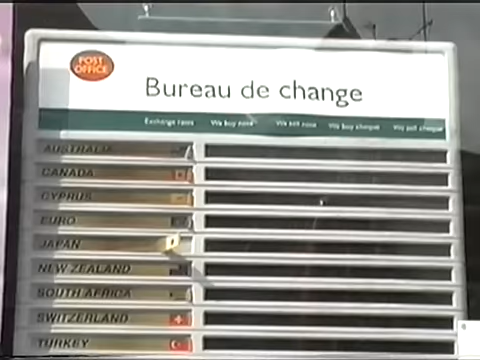 POST
OFFICE
Bureau de change
Exchange rates We buy notes We sell notes We buy cheques We sell cheques
AUSTRALIA
CANADA
CYPRUS
EURO
JAPAN
NEW ZEALAND
SOUTH AFRICA
SWITZERLAND
TURKEY